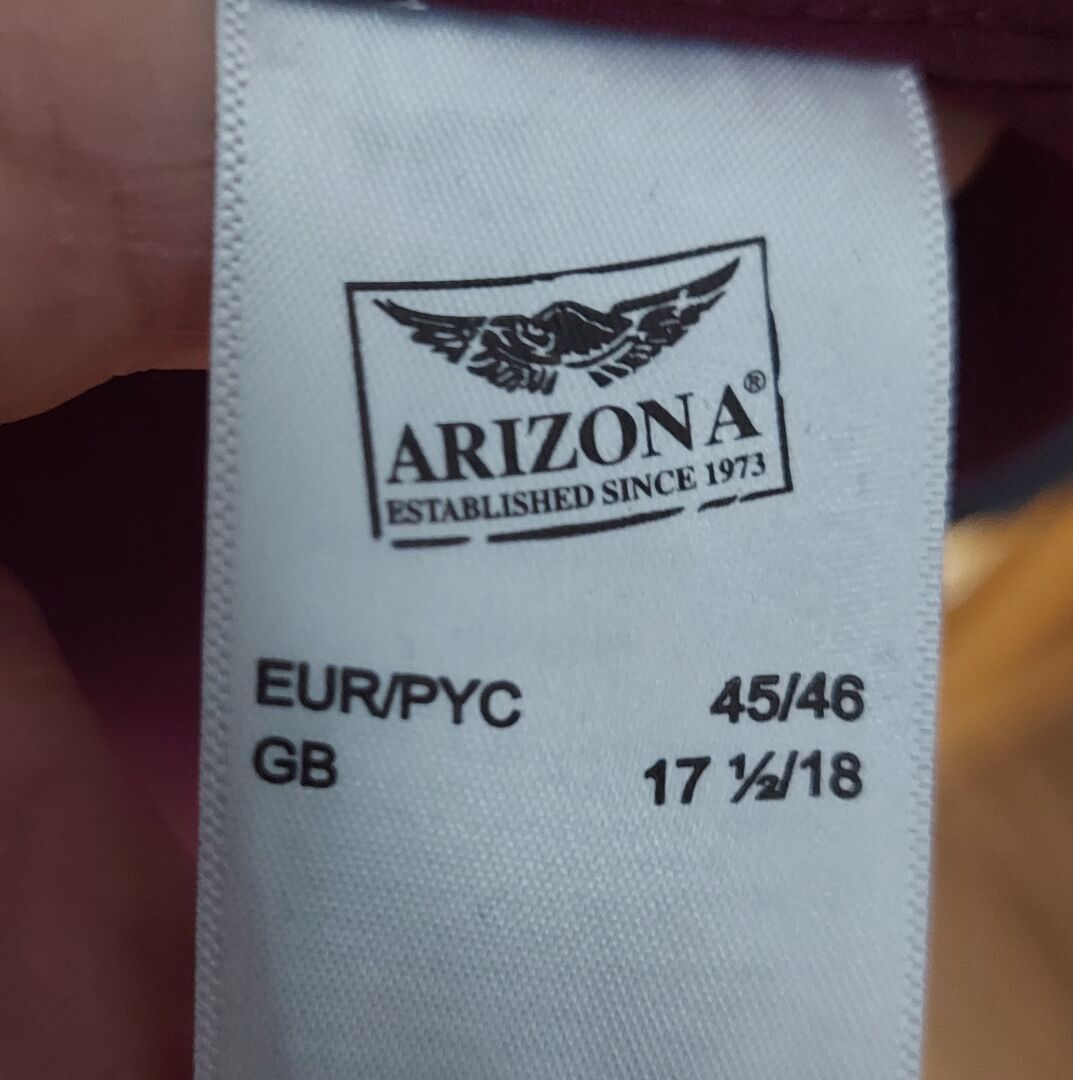 ARIZONA®
ESTABLISHED SINCE 1973
EUR/PYC 45/46
GB 17 ½/18